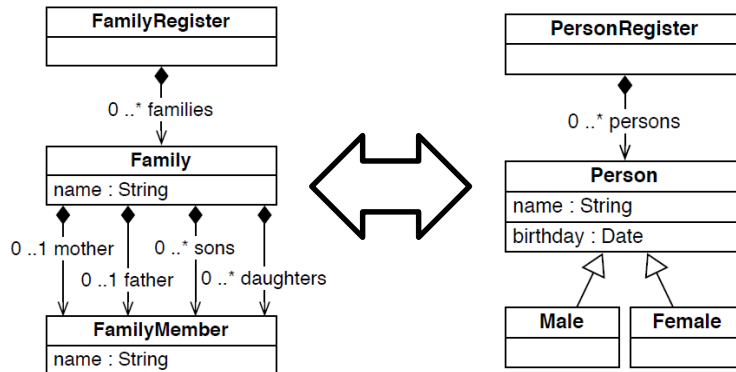 FamilyRegister
0 ..* families
Family
name : String
0 ..1 mother
0 ..* sons
0 ..1 father
0 ..* daughters
FamilyMember
name : String
PersonRegister
0 ..* persons
Person
name : String
birthday : Date
Male
Female